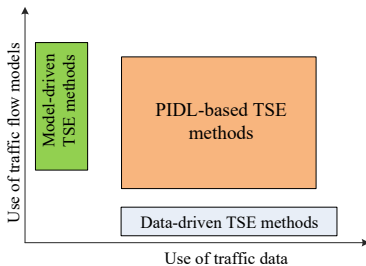 Use of traffic flow models
Model-driven
TSE methods
PIDL-based TSE
methods
Data-driven TSE methods
Use of traffic data